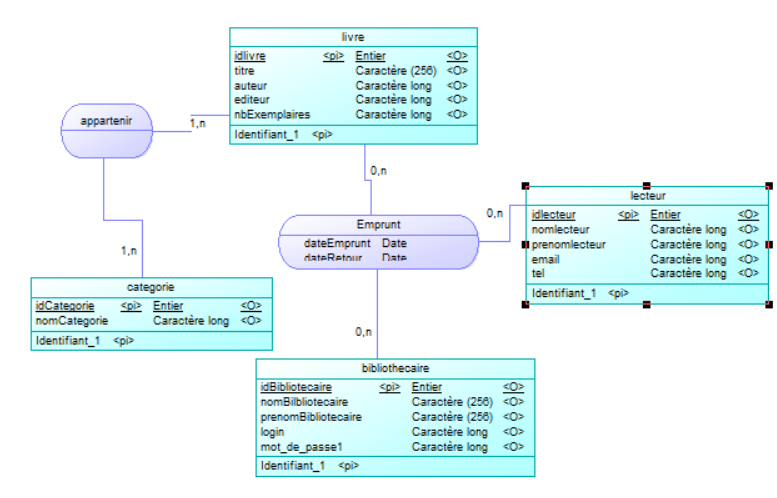 livre
idlivre <pi> Entier <O>
titre Caractère (256) <O>
auteur Caractère long <O>
editeur Caractère long <O>
nbExemplaires Caractère long <O>
Identifiant_1 <pi>
appartenir
1,n
0,n
lecteur
idlecteur <pi> Entier <O>
nomlecteur Caractère long <O>
prenomlecteur Caractère long <O>
email Caractère long <O>
tel Caractère long <O>
Identifiant_1 <pi>
0,n
Emprunt
dateEmprunt Date
dateRetour Date
1,n
categorie
idCategorie <pi> Entier <O>
nomCategorie Caractère long <O>
Identifiant_1 <pi>
0,n
bibliothecaire
idBibliotecaire <pi> Entier <O>
nomBilbliotecaire Caractère (256) <O>
prenomBibliotecaire Caractère (256) <O>
login Caractère long <O>
mot_de_passe1 Caractère long <O>
Identifiant_1 <pi>